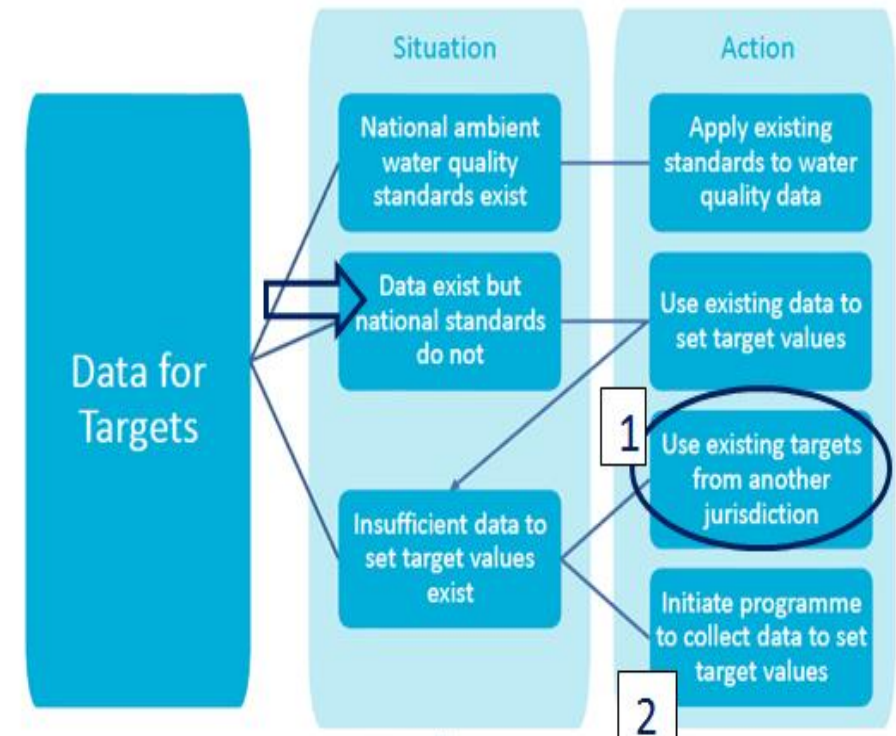 Situation
Action
Data for
Targets
National ambient
water quality
standards exist
Apply existing
standards to water
quality data
Data exist but
national standards
do not
Use existing data to
set target values
1
Use existing targets
from another
jurisdiction
Insufficient data to
set target values
exist
Initiate programme
to collect data to set
target values
2